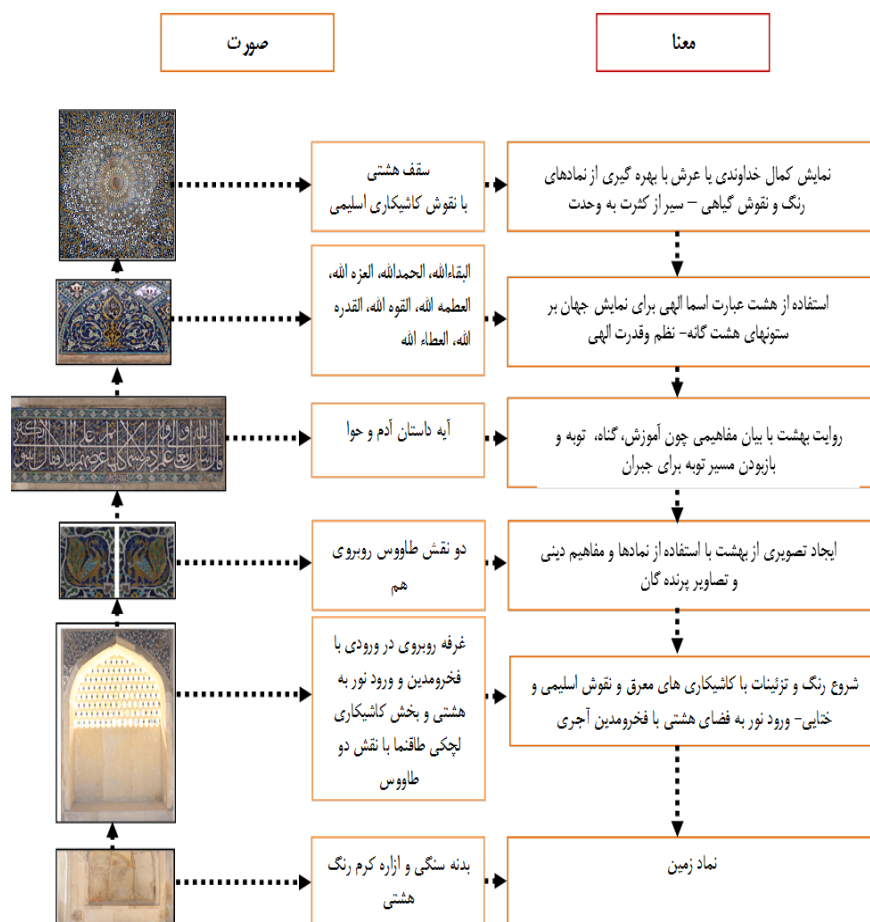 معنا
صورت
نمایش کمال خداوندی یا عرش با بهره گیری از نمادهای
رنگ و نقوش گیاهی – سیر از کثرت به وحدت
سقف هشتی
با نقوش کاشیکاری اسلیمی
استفاده از هشت عبارت اسما الهی برای نمایش جهان بر
ستونهای هشت گانه- نظم وقدرت الهی
البقاءالله، الحمدالله، العزه الله،
العطمه الله، القوه الله، القدره
الله، العطاء الله
روایت بهشت با بیان مفاهیمی چون آموزش، گناه، توبه و
بازبودن مسیر توبه برای جبران
آیه داستان آدم و حوا
ایجاد تصویری از بهشت با استفاده از نمادها و مفاهیم دینی
و تصاویر پرنده گان
دو نقش طاووس روبروی
هم
شروع رنگ و تزئینات با کاشیکاری های معرق و نقوش اسلیمی و
ختایی- ورود نور به فضای هشتی با فخرومدین آجری
غرفه روبروی در ورودی با
فخرومدین و ورود نور به
هشتی و بخش کاشیکاری
لچکی طاقنما با نقش دو
طاووس
نماد زمین
بدنه سنگی و ازاره کرم رنگ
هشتی